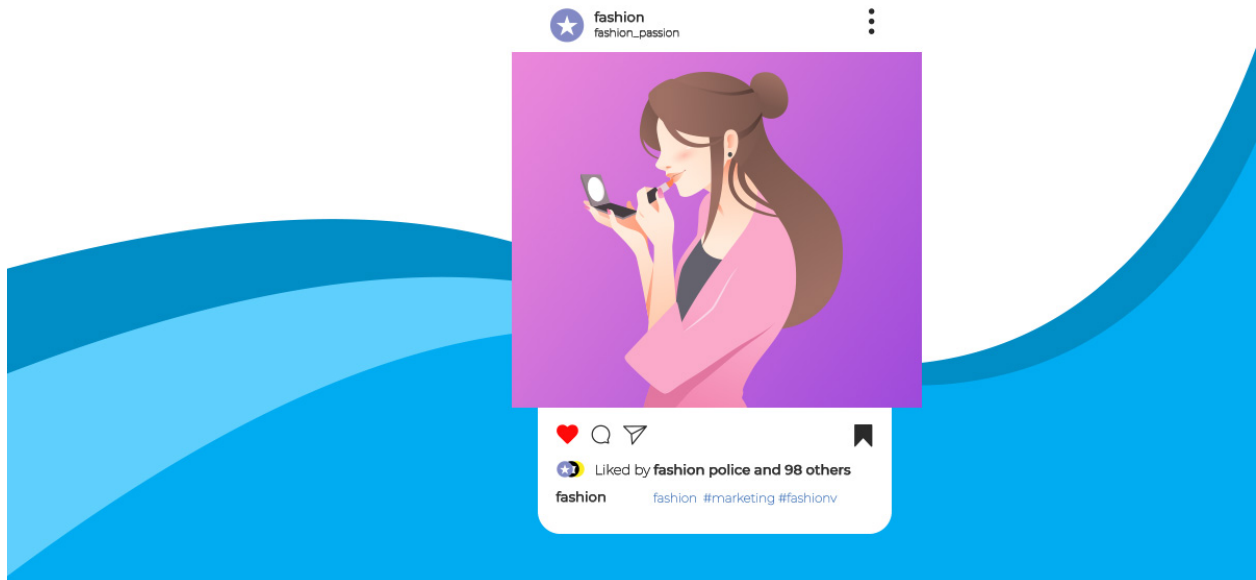 fashion
fashion_passion
Liked by fashion police and 98 others
fashion fashion #marketing #fashionv